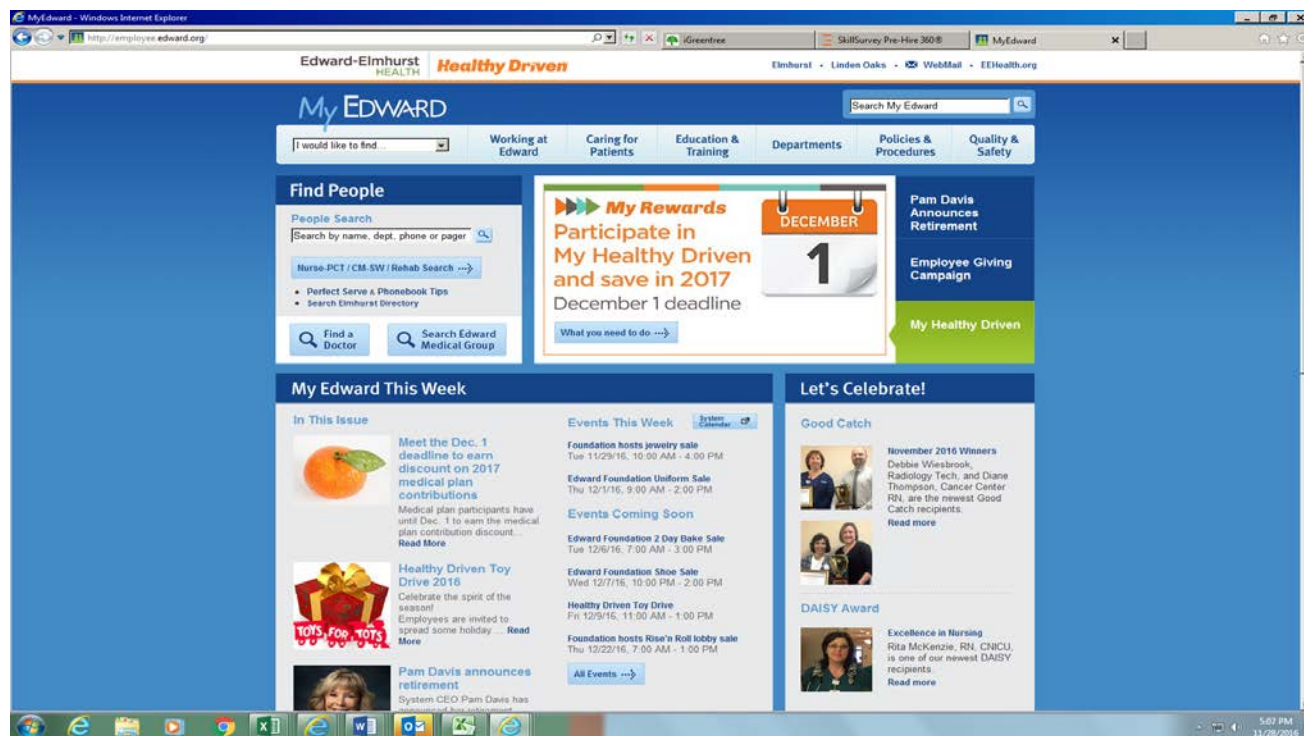 MyEdward - Windows Internet Explorer
http://employee.edward.org/
iGreentree
SkillSurvey Pre-Hire 360®
MyEdward
Edward-Elmhurst
HEALTH
Healthy Driven
Elmhurst • Linden Oaks • WebMail • EEHealth.org
My EDWARD
Search My Edward
I would like to find...
Working at
Edward
Caring for
Patients
Education &
Training
Departments
Policies &
Procedures
Quality &
Safety
Find People
People Search
Search by name, dept, phone or pager
Nurse-PCT / CM-SW / Rehab Search
• Perfect Serve & Phonebook Tips
• Search Elmhurst Directory
Find a
Doctor
Search Edward
Medical Group
My Rewards
Participate in
My Healthy Driven
and save in 2017
December 1 deadline
What you need to do
DECEMBER
1
Pam Davis
Announces
Retirement
Employee Giving
Campaign
My Healthy Driven
My Edward This Week
In This Issue
Meet the Dec. 1
deadline to earn
discount on 2017
medical plan
contributions
Medical plan participants have
until Dec. 1 to earn the medical
plan contribution discount...
Read More
Healthy Driven Toy
Drive 2016
Celebrate the spirit of the
season!
Employees are invited to
spread some holiday ... Read
More
TOYS FOR TOTS
Pam Davis announces
retirement
System CEO Pam Davis has
announced her retirement
Events This Week
System
Calendar
Foundation hosts jewelry sale
Tue 11/29/16, 10:00 AM - 4:00 PM
Edward Foundation Uniform Sale
Thu 12/1/16, 9:00 AM - 2:00 PM
Events Coming Soon
Edward Foundation 2 Day Bake Sale
Tue 12/6/16, 7:00 AM - 3:00 PM
Edward Foundation Shoe Sale
Wed 12/7/16, 10:00 PM - 2:00 PM
Healthy Driven Toy Drive
Fri 12/9/16, 11:00 AM - 1:00 PM
Foundation hosts Rise'n Roll lobby sale
Thu 12/22/16, 7:00 AM - 1:00 PM
All Events
Let's Celebrate!
Good Catch
November 2016 Winners
Debbie Wiesbrook,
Radiology Tech, and Diane
Thompson, Cancer Center
RN, are the newest Good
Catch recipients.
Read more
DAISY Award
Excellence in Nursing
Rita McKenzie, RN, CNICU,
is one of our newest DAISY
recipients.
Read more
5:07 PM
11/28/2016